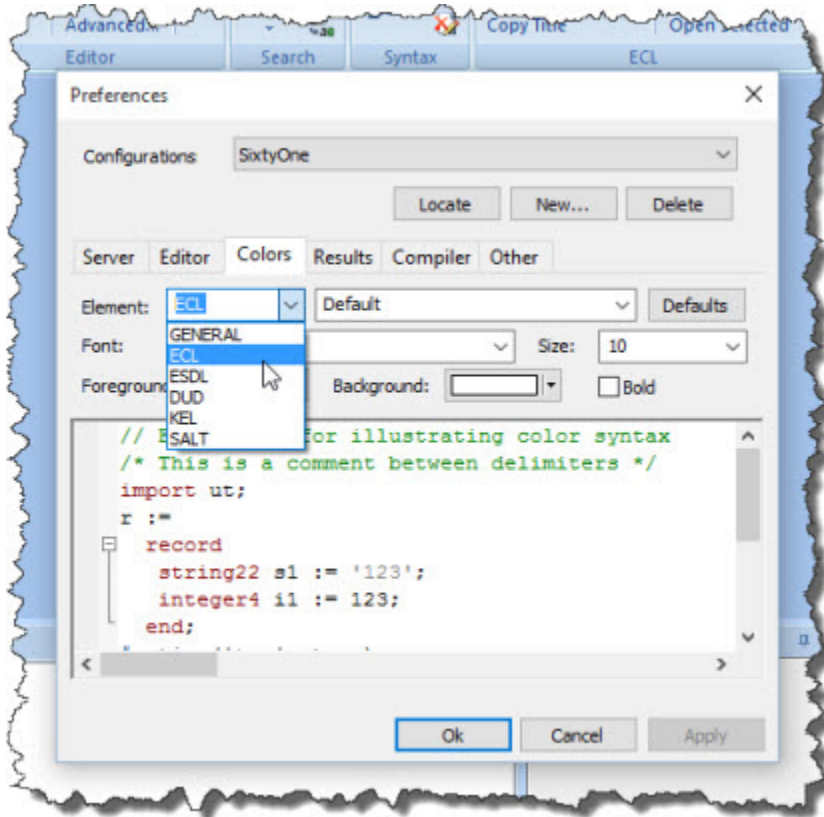 Advanced... Copy Title Open Selected
Editor Search Syntax ECL
Preferences
Configurations SixtyOne
Locate New... Delete
Server Editor Colors Results Compiler Other
Element: ECL Default Defaults
GENERAL
Font: Size: 10
ECL
ESDL
Foreground Background: Bold
DUD
KEL
SALT
// for illustrating color syntax
/* This is a comment between delimiters */
import ut;
r :=
record
string22 s1 := '123';
integer4 i1 := 123;
end;
Ok Cancel Apply